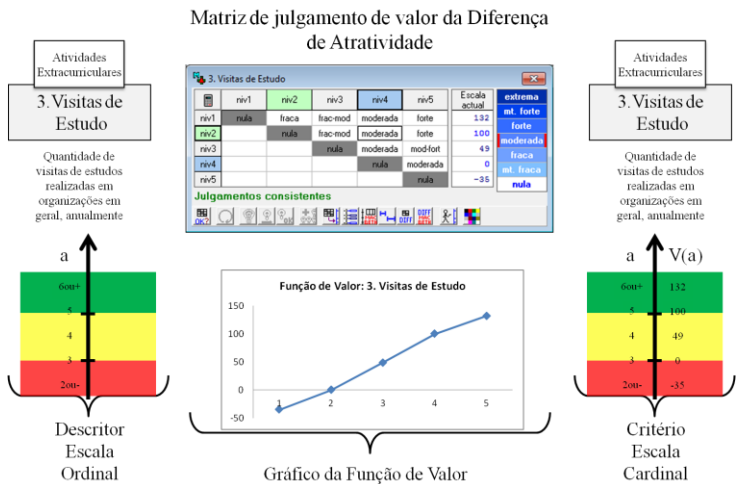 Matriz de julgamento de valor da Diferença
de Atratividade
Atividades
Extracurriculares
3. Visitas de
Estudo
Quantidade de
visitas de estudos
realizadas em
organizações em
geral, anualmente
a
6ou+
5
4
3
2ou-
Descritor
Escala
Ordinal
3. Visitas de Estudo
niv1 niv2 niv3 niv4 niv5 Escala actual
niv1 nula fraca frac-mod moderada forte 132
niv2 nula frac-mod moderada forte 100
niv3 nula moderada mod-fort 49
niv4 nula moderada 0
niv5 nula -35
extrema
mt. forte
forte
moderada
fraca
mt. fraca
nula
Julgamentos consistentes
OK?
DIFF
Função de Valor: 3. Visitas de Estudo
150
100
50
0
-50
1 2 3 4 5
Gráfico da Função de Valor
Atividades
Extracurriculares
3. Visitas de
Estudo
Quantidade de
visitas de estudos
realizadas em
organizações em
geral, anualmente
a V(a)
6ou+ 132
5 100
4 49
3 0
2ou- -35
Critério
Escala
Cardinal